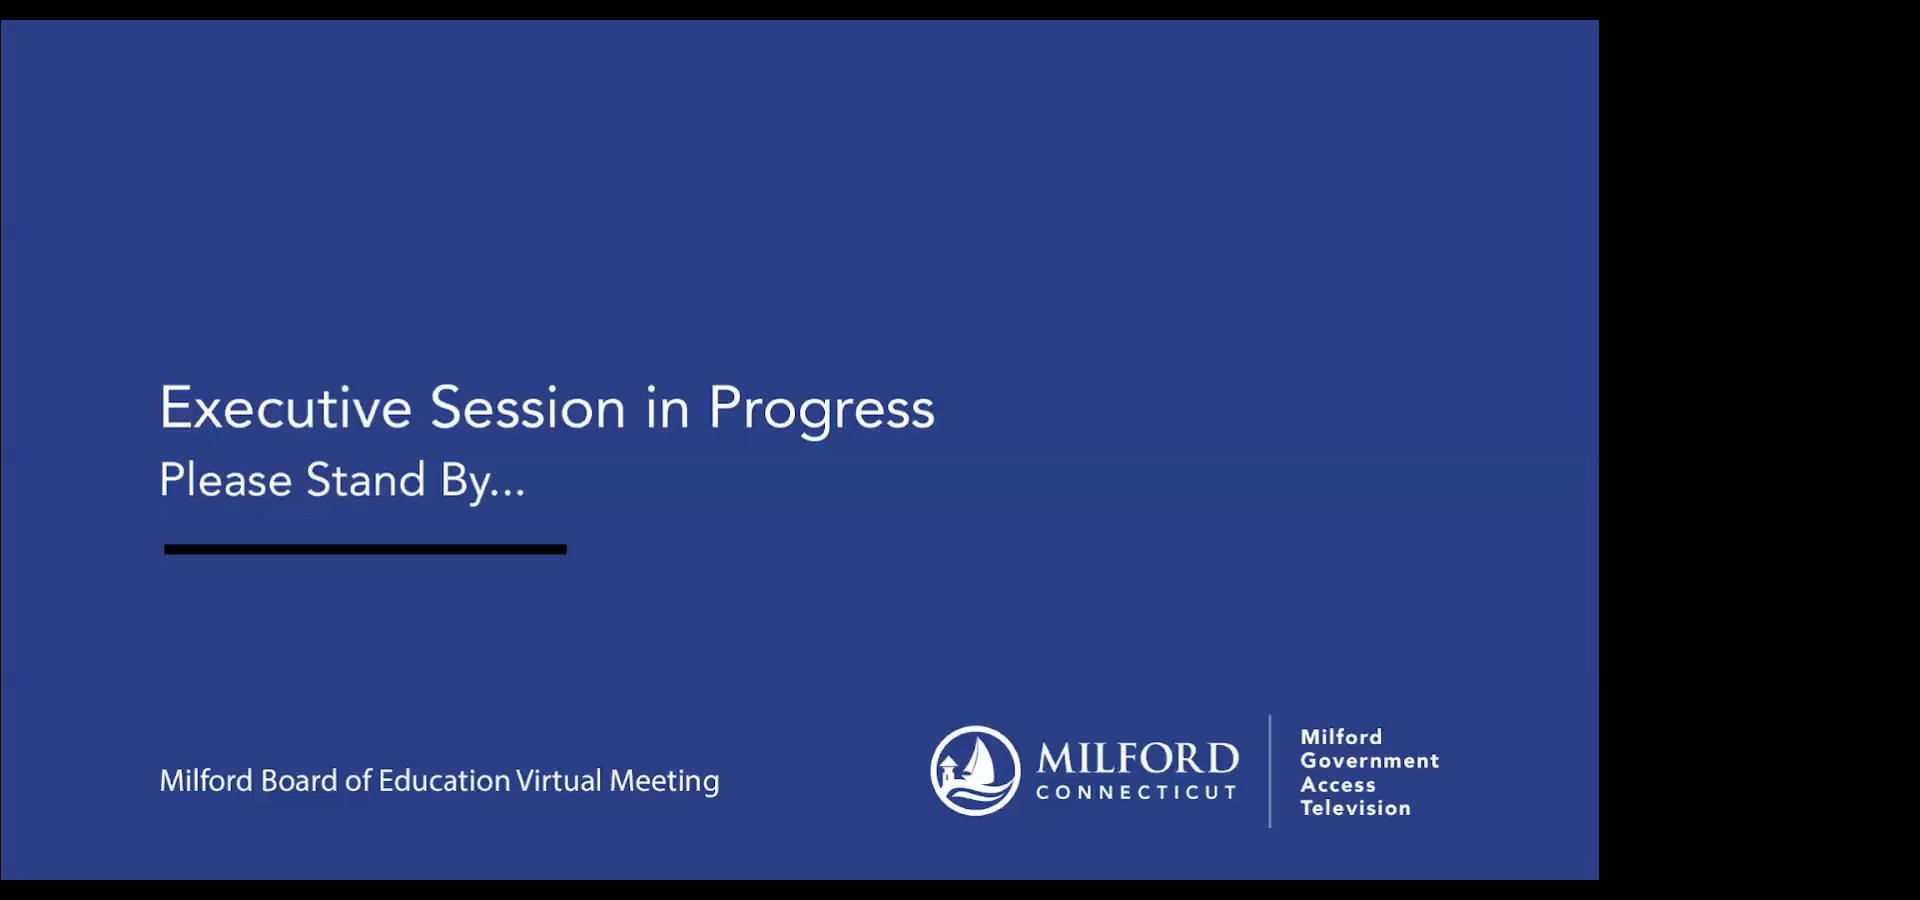 Executive Session in Progress
Please Stand By...
Milford Board of Education Virtual Meeting
MILFORD
CONNECTICUT
Milford
Government
Access
Television